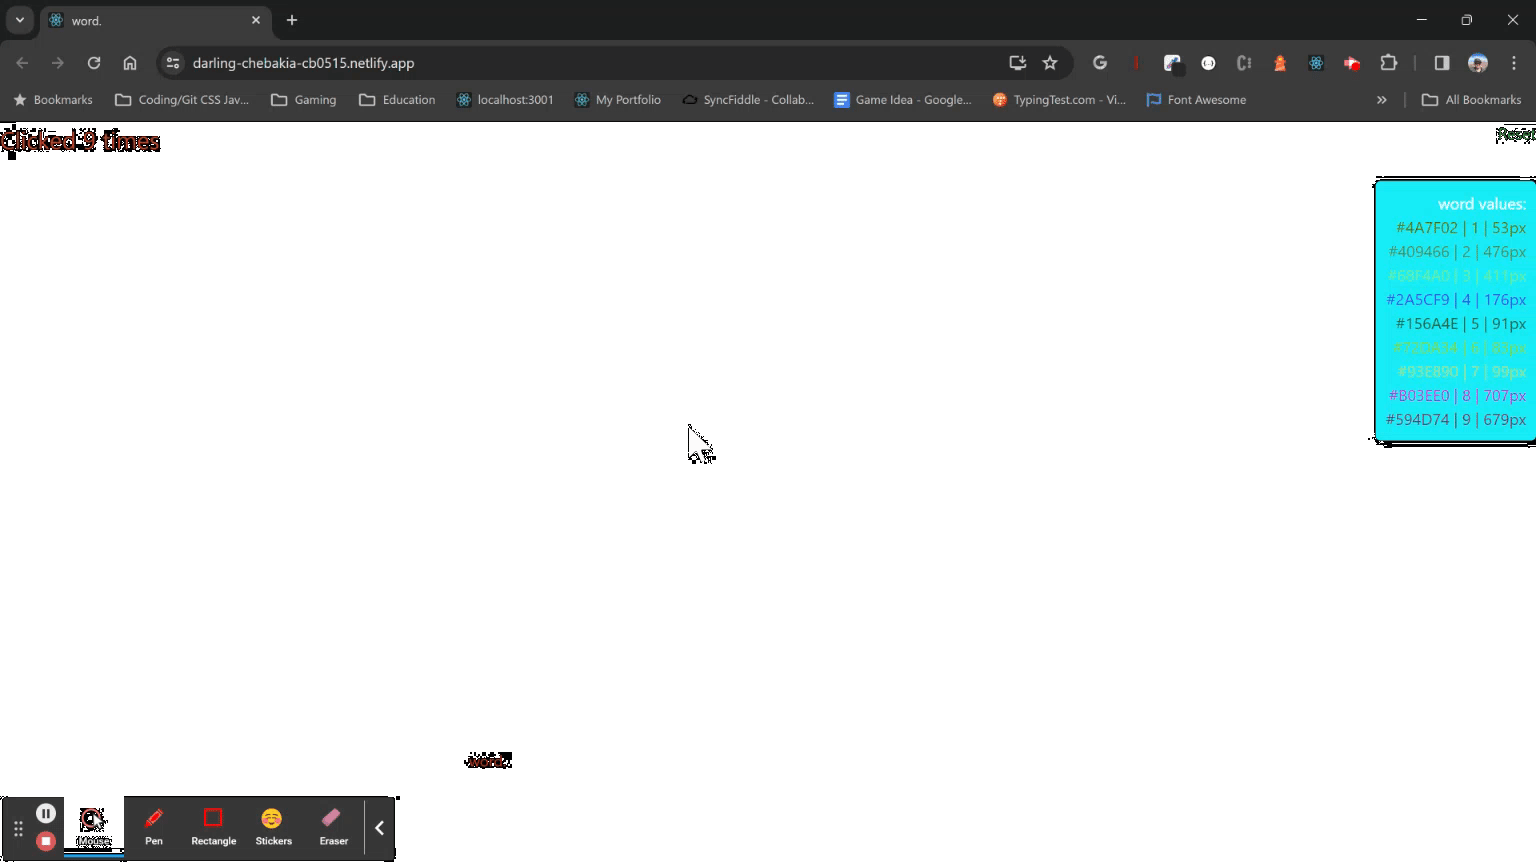 word.
darling-chebakia-cb0515.netlify.app
Bookmarks
Coding/Git CSS Jav...
Gaming
Education
localhost:3001
My Portfolio
SyncFiddle - Collab...
Game Idea - Google...
TypingTest.com - Vi...
Font Awesome
All Bookmarks
Clicked 9 times
Reset
word values:
#4A7F02 | 1 | 53px
#409466 | 2 | 476px
#68F4A0 | 3 | 411px
#2A5CF9 | 4 | 176px
#156A4E | 5 | 91px
#72DA34 | 6 | 83px
#93E890 | 7 | 99px
#B03EE0 | 8 | 707px
#594D74 | 9 | 679px
word.
Mouse
Pen
Rectangle
Stickers
Eraser